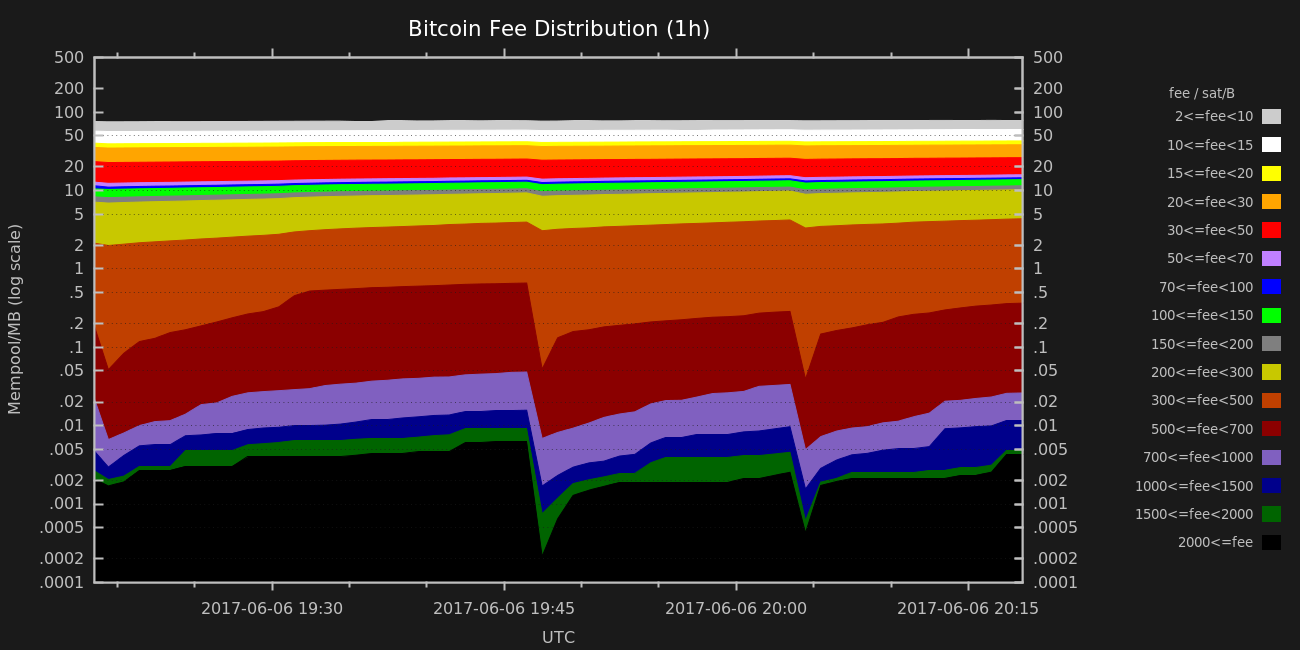 Bitcoin Fee Distribution (1h)
Mempool/MB (log scale)
500
200
100
50
20
10
5
2
1
.5
.2
.1
.05
.02
.01
.005
.002
.001
.0005
.0002
.0001
500
200
100
50
20
10
5
2
1
.5
.2
.1
.05
.02
.01
.005
.002
.001
.0005
.0002
.0001
2017-06-06 19:30 2017-06-06 19:45 2017-06-06 20:00 2017-06-06 20:15
UTC
fee / sat/B
2<=fee<10
10<=fee<15
15<=fee<20
20<=fee<30
30<=fee<50
50<=fee<70
70<=fee<100
100<=fee<150
150<=fee<200
200<=fee<300
300<=fee<500
500<=fee<700
700<=fee<1000
1000<=fee<1500
1500<=fee<2000
2000<=fee